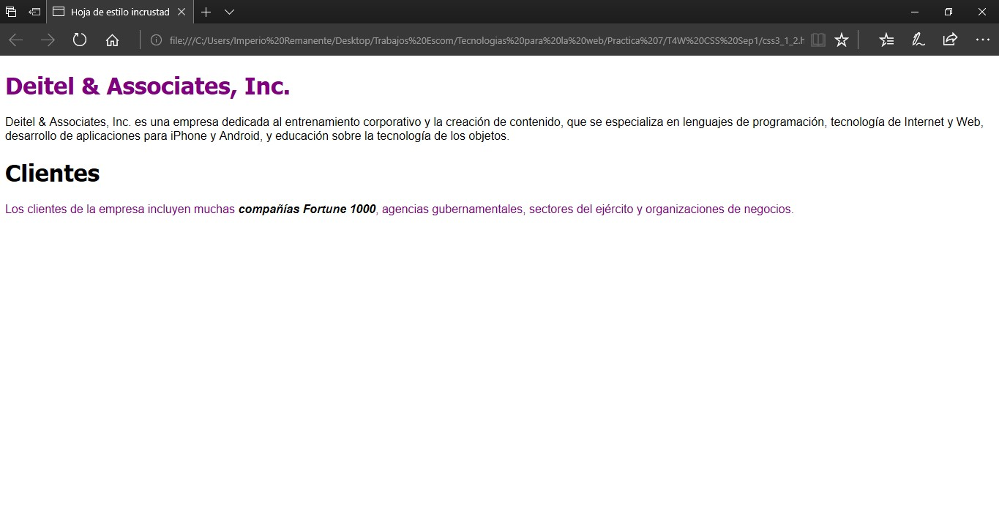 Hoja de estilo incrustad
file:///C:/Users/Imperio%20Remanente/Desktop/Trabajos%20Escom/Tecnologias%20para%20la%20web/Practica%207/T4W%20CSS%20Sep1/css3_1_2.h
Deitel & Associates, Inc.
Deitel & Associates, Inc. es una empresa dedicada al entrenamiento corporativo y la creación de contenido, que se especializa en lenguajes de programación, tecnología de Internet y Web,
desarrollo de aplicaciones para iPhone y Android, y educación sobre la tecnología de los objetos.
Clientes
Los clientes de la empresa incluyen muchas compañías Fortune 1000, agencias gubernamentales, sectores del ejército y organizaciones de negocios.